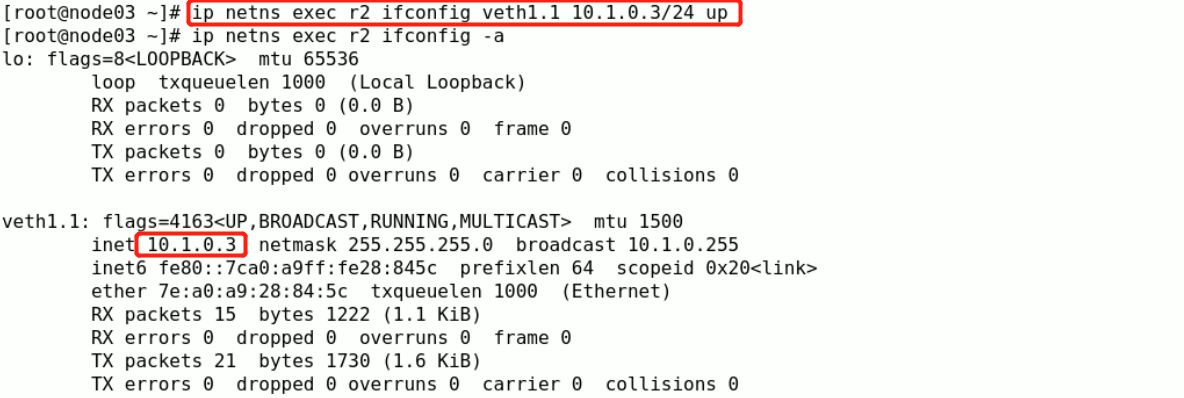 [root@node03 ~]# ip netns exec r2 ifconfig veth1.1 10.1.0.3/24 up
[root@node03 ~]# ip netns exec r2 ifconfig -a
lo: flags=8<LOOPBACK>  mtu 65536
        loop  txqueuelen 1000  (Local Loopback)
        RX packets 0  bytes 0 (0.0 B)
        RX errors 0  dropped 0  overruns 0  frame 0
        TX packets 0  bytes 0 (0.0 B)
        TX errors 0  dropped 0 overruns 0  carrier 0  collisions 0

veth1.1: flags=4163<UP,BROADCAST,RUNNING,MULTICAST>  mtu 1500
        inet 10.1.0.3  netmask 255.255.255.0  broadcast 10.1.0.255
        inet6 fe80::7ca0:a9ff:fe28:845c  prefixlen 64  scopeid 0x20<link>
        ether 7e:a0:a9:28:84:5c  txqueuelen 1000  (Ethernet)
        RX packets 15  bytes 1222 (1.1 KiB)
        RX errors 0  dropped 0  overruns 0  frame 0
        TX packets 21  bytes 1730 (1.6 KiB)
        TX errors 0  dropped 0 overruns 0  carrier 0  collisions 0